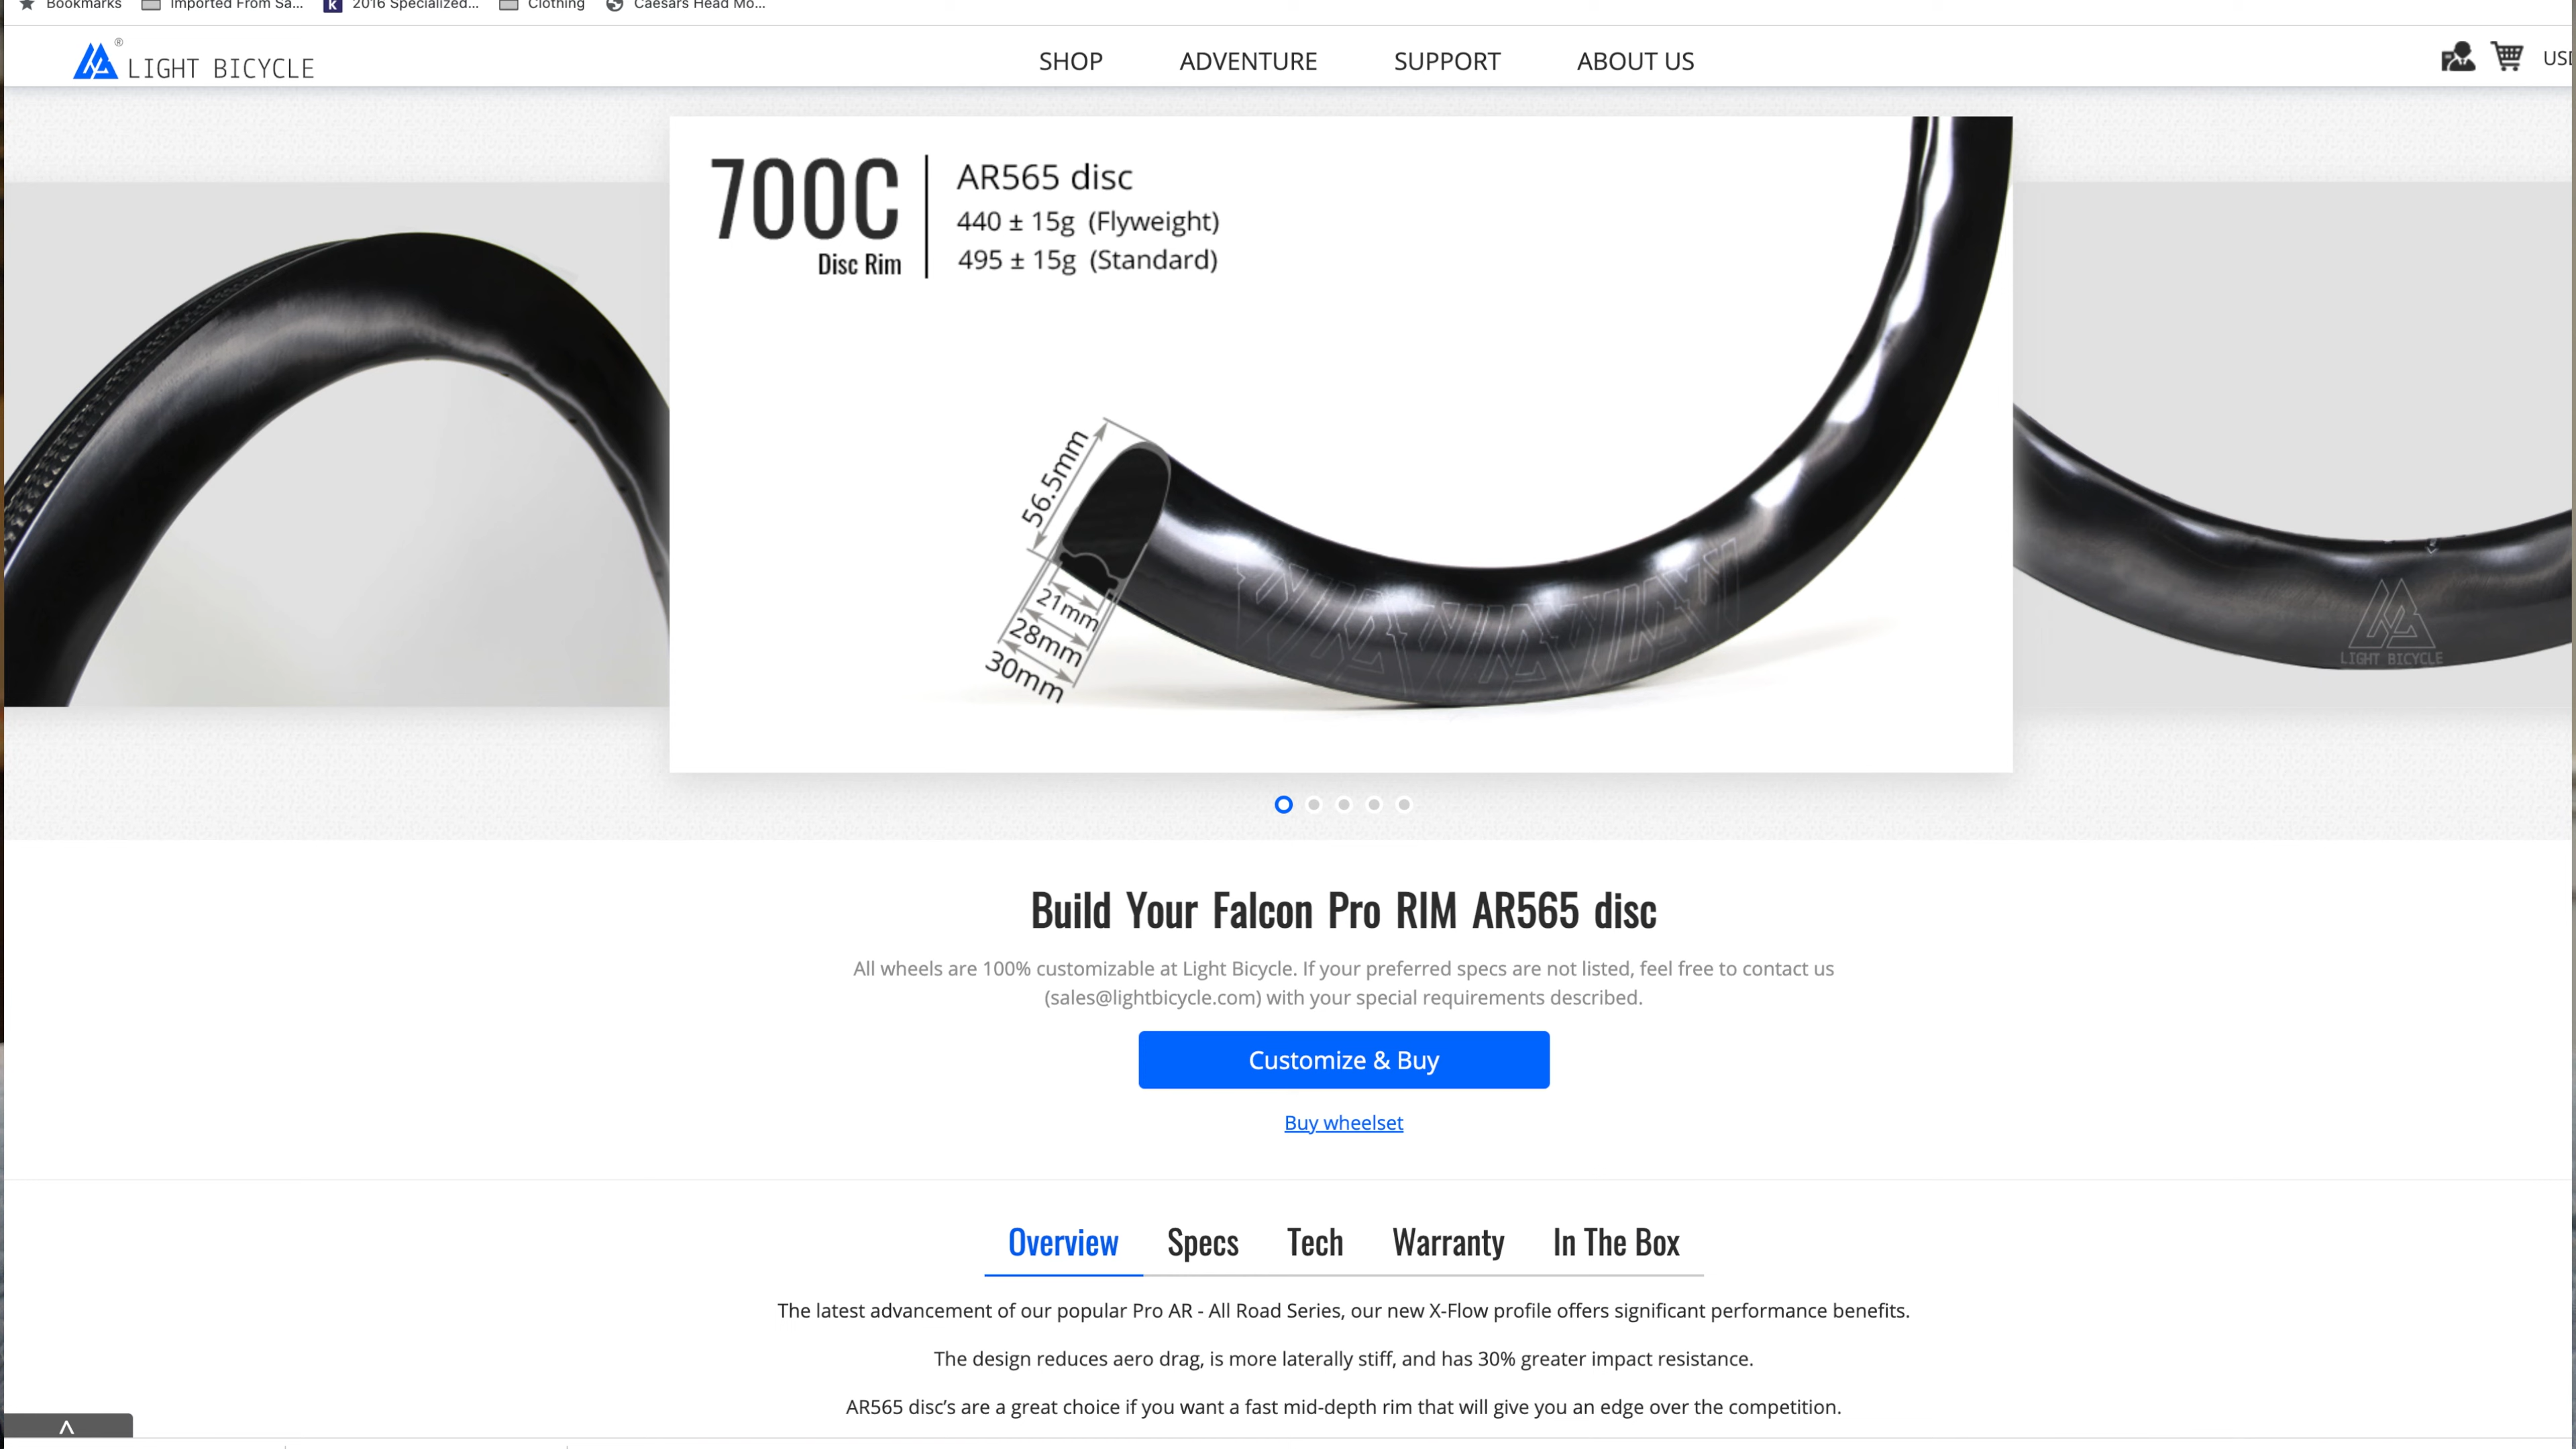 Bookmarks Imported From Sa... K 2016 Specialized... Clothing Caesars Head Mo...
LIGHT BICYCLE ®
SHOP ADVENTURE SUPPORT ABOUT US
700C
Disc Rim
AR565 disc
440 ± 15g (Flyweight)
495 ± 15g (Standard)
56.5mm
21mm
28mm
30mm
LIGHT BICYCLE
Build Your Falcon Pro RIM AR565 disc
All wheels are 100% customizable at Light Bicycle. If your preferred specs are not listed, feel free to contact us
(sales@lightbicycle.com) with your special requirements described.
Customize & Buy
Buy wheelset
Overview Specs Tech Warranty In The Box
The latest advancement of our popular Pro AR - All Road Series, our new X-Flow profile offers significant performance benefits.
The design reduces aero drag, is more laterally stiff, and has 30% greater impact resistance.
AR565 disc’s are a great choice if you want a fast mid-depth rim that will give you an edge over the competition.